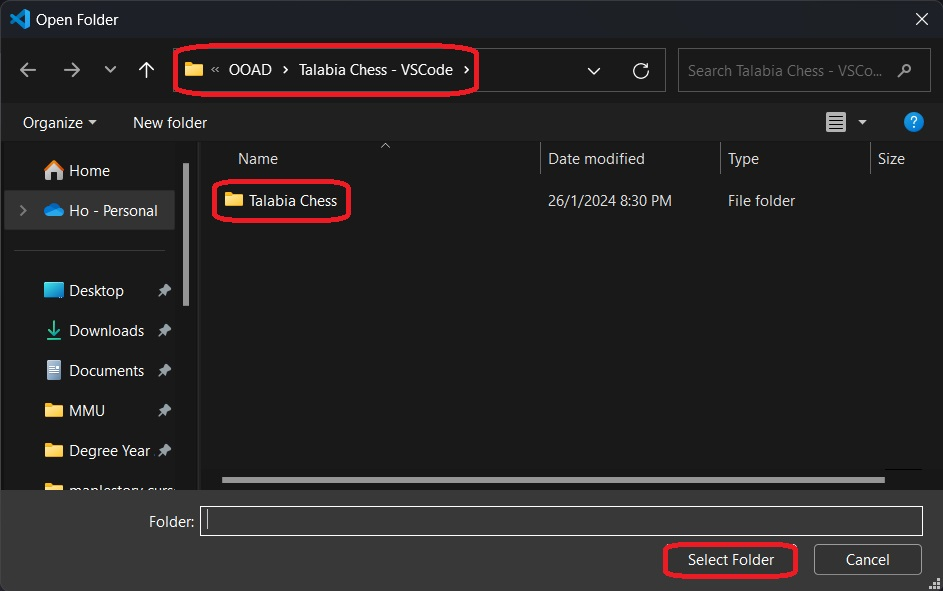 Open Folder
« OOAD > Talabia Chess - VSCode >
Search Talabia Chess - VSCo...
Organize
New folder
Name
Date modified
Type
Size
Home
Ho - Personal
Talabia Chess
26/1/2024 8:30 PM
File folder
Desktop
Downloads
Documents
MMU
Degree Year
Folder:
Select Folder
Cancel